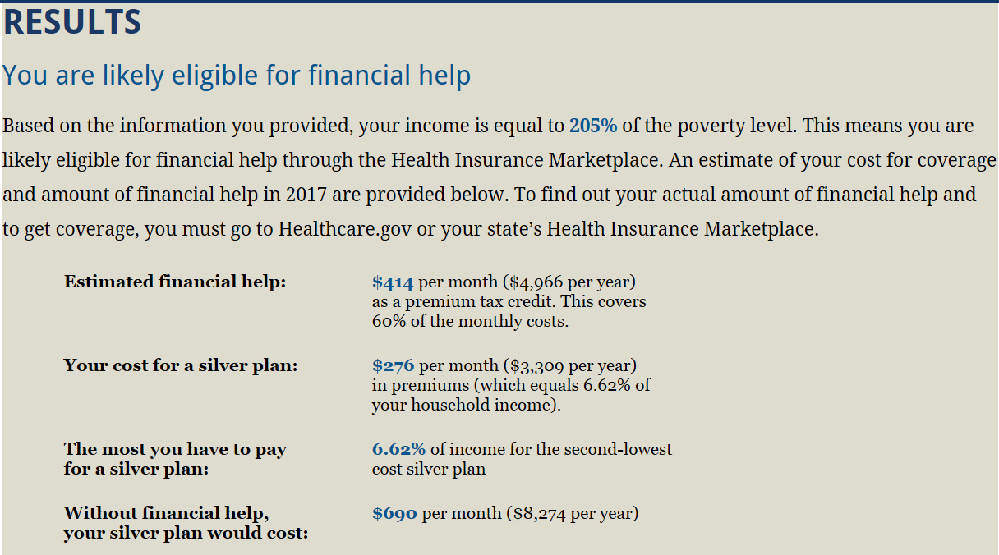 RESULTS
You are likely eligible for financial help
Based on the information you provided, your income is equal to 205% of the poverty level. This means you are
likely eligible for financial help through the Health Insurance Marketplace. An estimate of your cost for coverage
and amount of financial help in 2017 are provided below. To find out your actual amount of financial help and
to get coverage, you must go to Healthcare.gov or your state’s Health Insurance Marketplace.
Estimated financial help: $414 per month ($4,966 per year)
as a premium tax credit. This covers
60% of the monthly costs.
Your cost for a silver plan: $276 per month ($3,309 per year)
in premiums (which equals 6.62% of
your household income).
The most you have to pay 6.62% of income for the second-lowest
for a silver plan: cost silver plan
Without financial help, $690 per month ($8,274 per year)
your silver plan would cost: